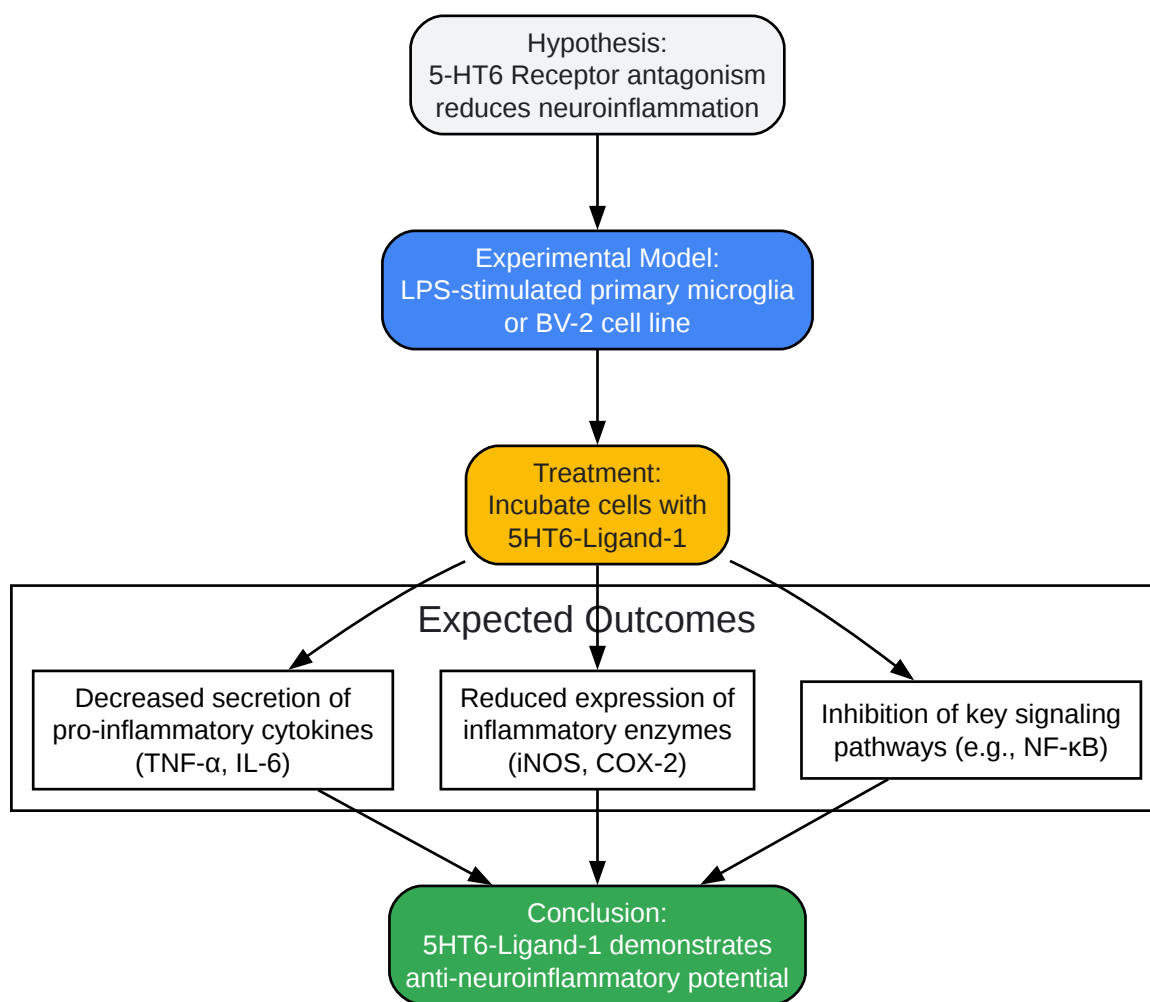 Hypothesis:
5-HT6 Receptor antagonism
reduces neuroinflammation
Experimental Model:
LPS-stimulated primary microglia
or BV-2 cell line
Treatment:
Incubate cells with
5HT6-Ligand-1
Expected Outcomes
Decreased secretion of
pro-inflammatory cytokines
(TNF-α, IL-6)
Reduced expression of
inflammatory enzymes
(iNOS, COX-2)
Inhibition of key signaling
pathways (e.g., NF-κB)
Conclusion:
5HT6-Ligand-1 demonstrates
anti-neuroinflammatory potential